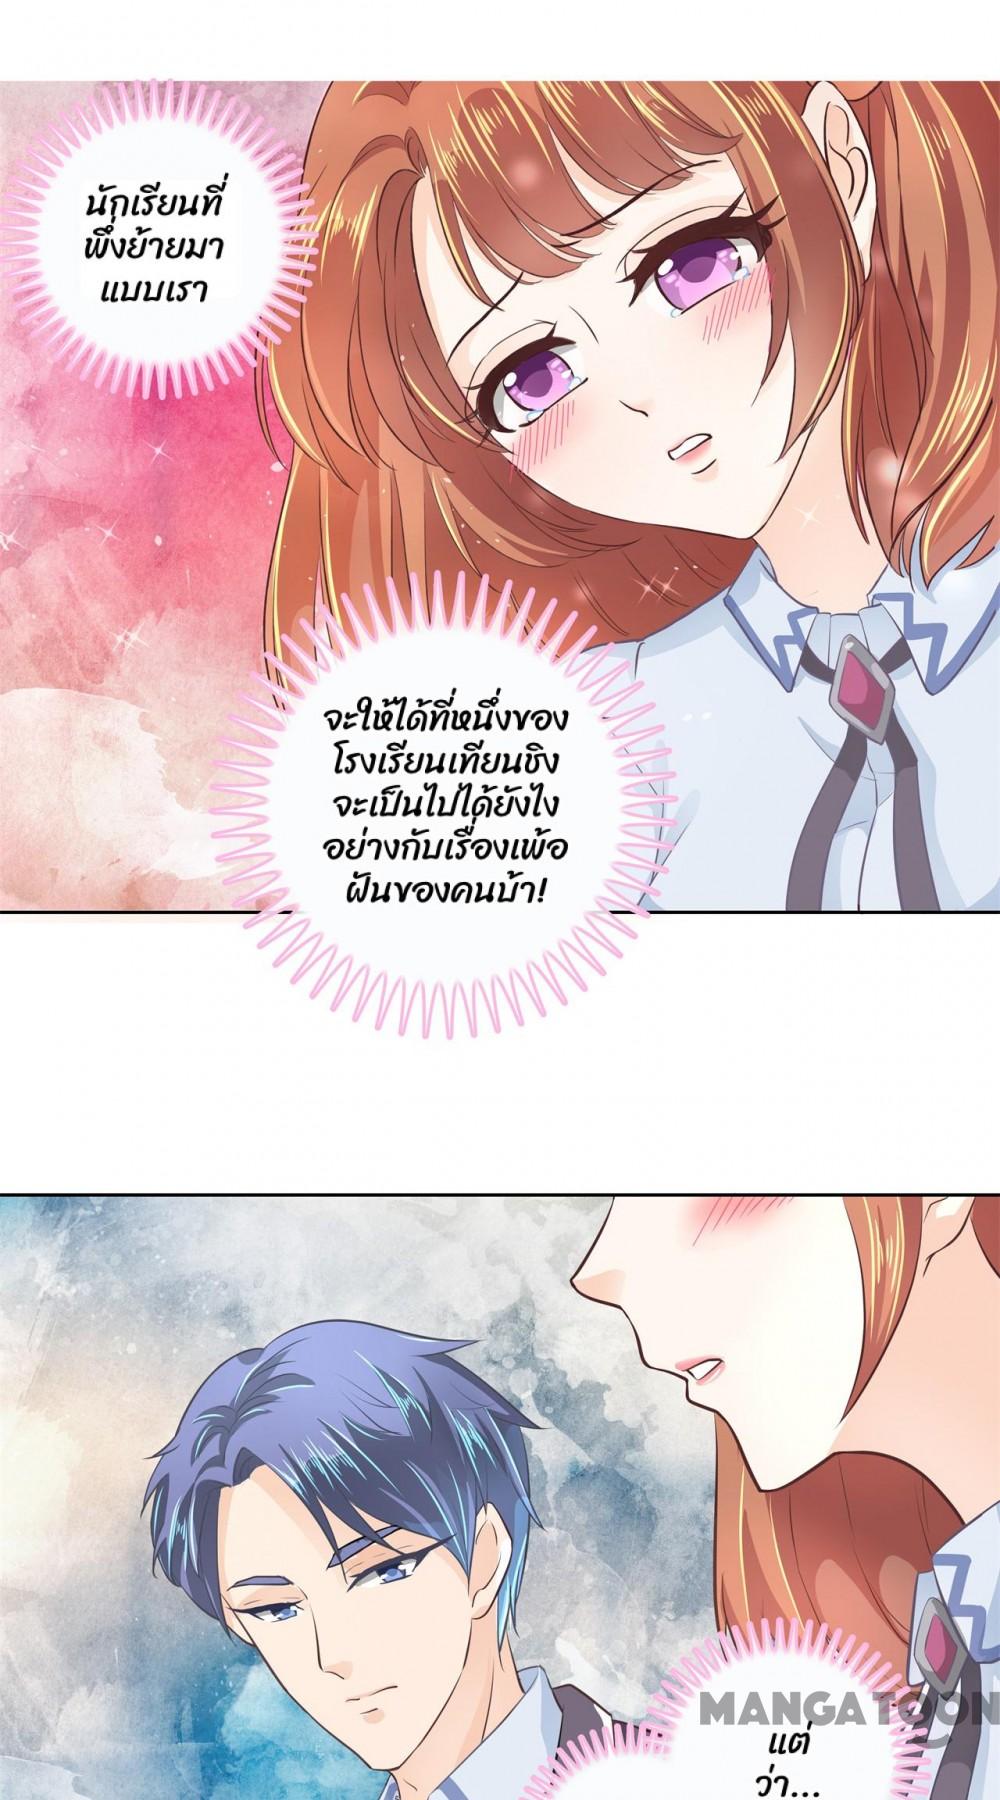 นักเรียนที่
พึ่งย้ายมา
แบบเรา
จะให้ได้ที่หนึ่งของ
โรงเรียนเทียนชิง
จะเป็นไปได้ยังไง
อย่างกับเรื่องเพ้อ
ฝันของคนบ้า!
MANGATOON
แต่
ว่า...